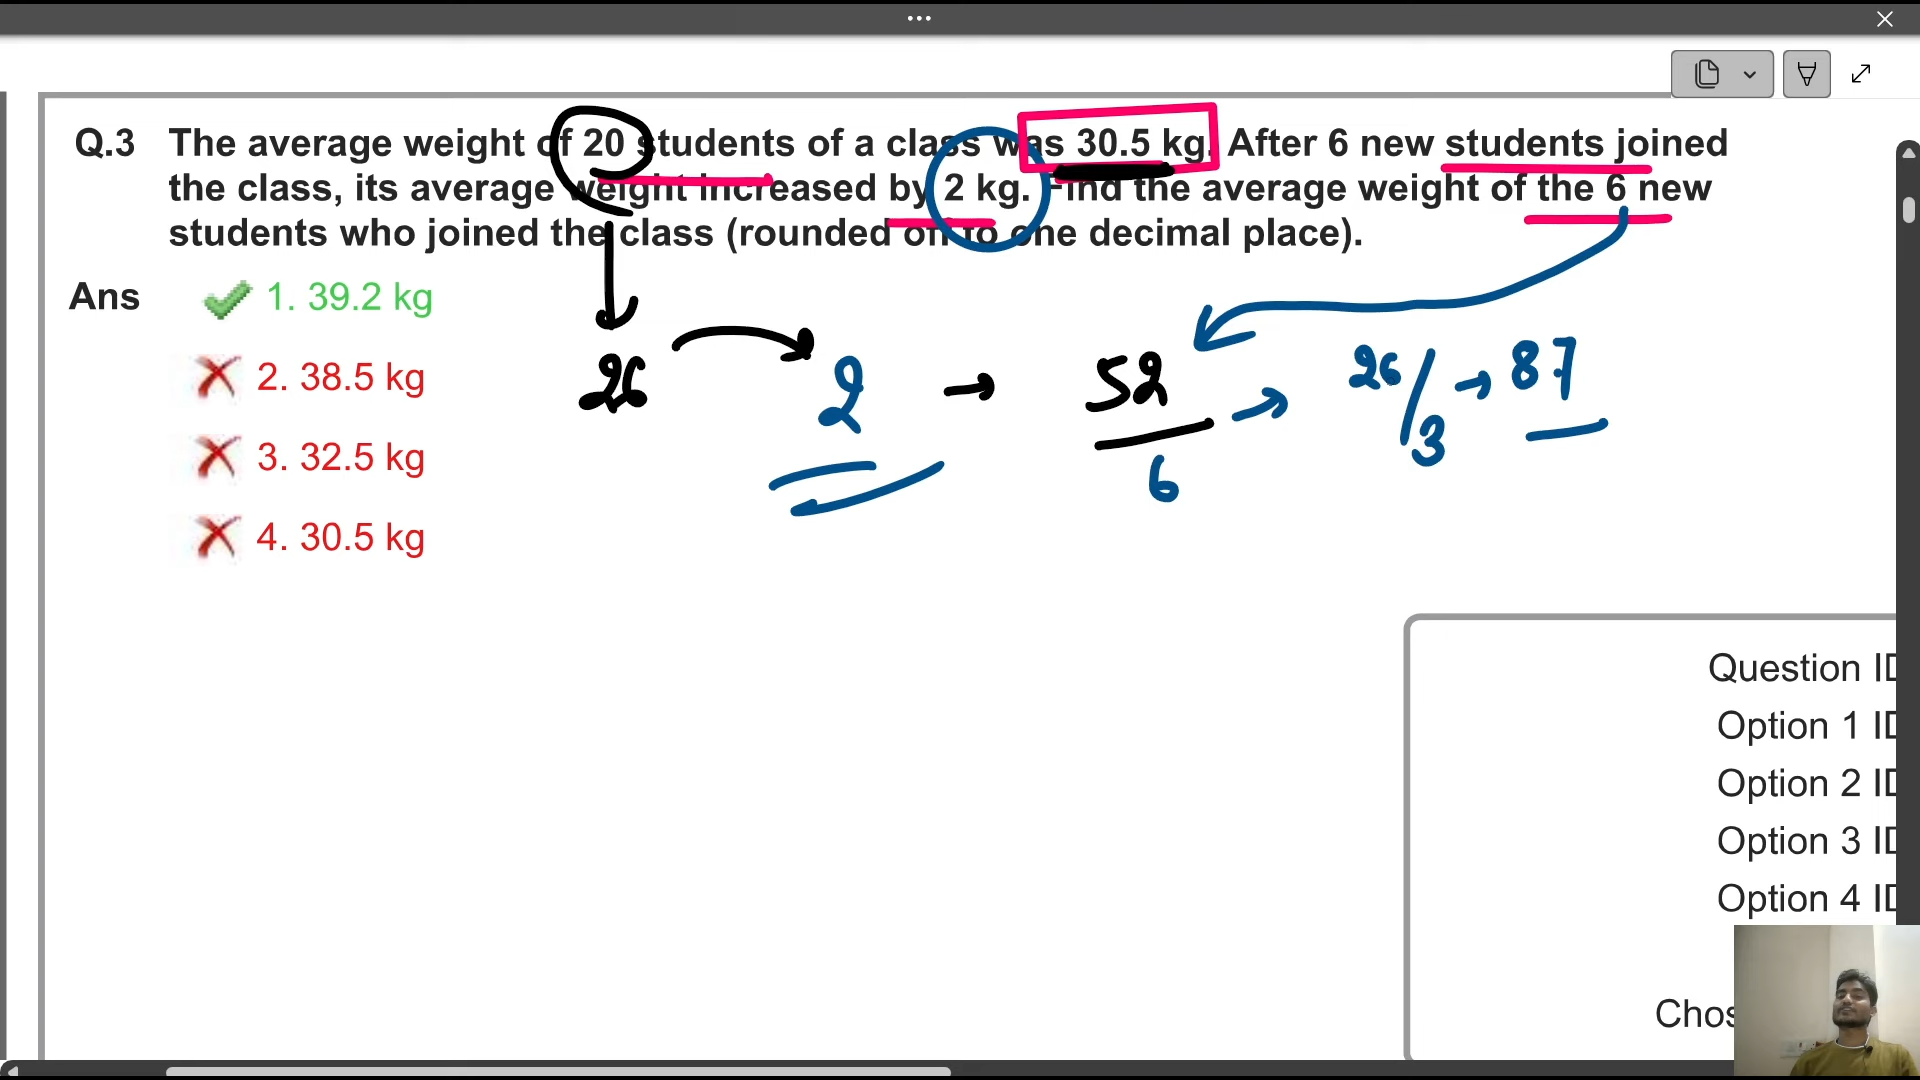 Q.3 The average weight of 20 students of a class was 30.5 kg. After 6 new students joined
the class, its average weight increased by 2 kg. Find the average weight of the 6 new
students who joined the class (rounded off to one decimal place).
Ans 1. 39.2 kg
2. 38.5 kg
3. 32.5 kg
4. 30.5 kg
26 2 → 52 → 26/3 → 8.7
6
Question ID
Option 1 ID
Option 2 ID
Option 3 ID
Option 4 ID
Chos